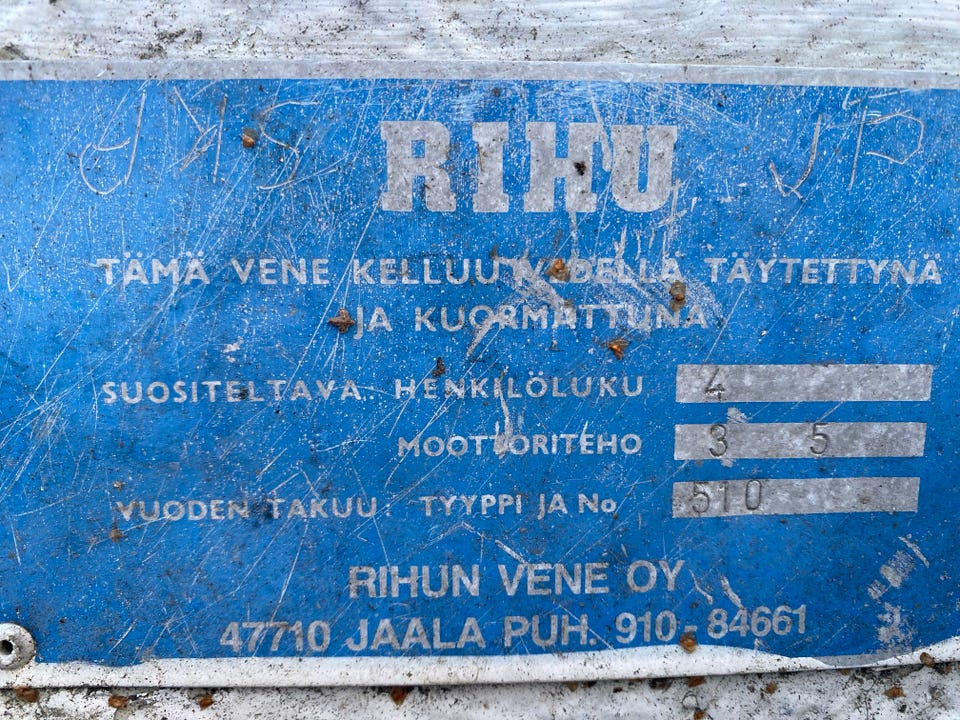 RIHU
JP
TÄMÄ VENE KELLUU VEDELLÄ TÄYTETTYNÄ
JA KUORMATTUNA
SUOSITELTAVA HENKILÖLUKU 4
MOOTTORITEHO 3 5
VUODEN TAKUU. TYYPPI JA No. 510
RIHUN VENE OY
47710 JAALA PUH. 910-84661